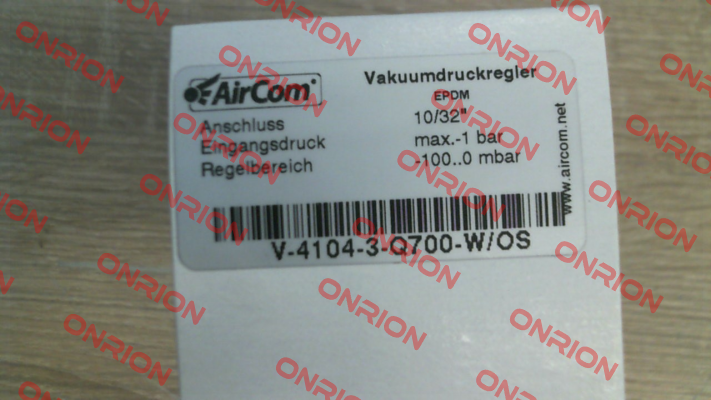 AirCom
Vakuumdruckregler
EPDM
Anschluss 10/32"
Eingangsdruck max.-1 bar
Regelbereich -100..0 mbar
www.aircom.net
V-4104-3-Q700-W/OS
ONRION